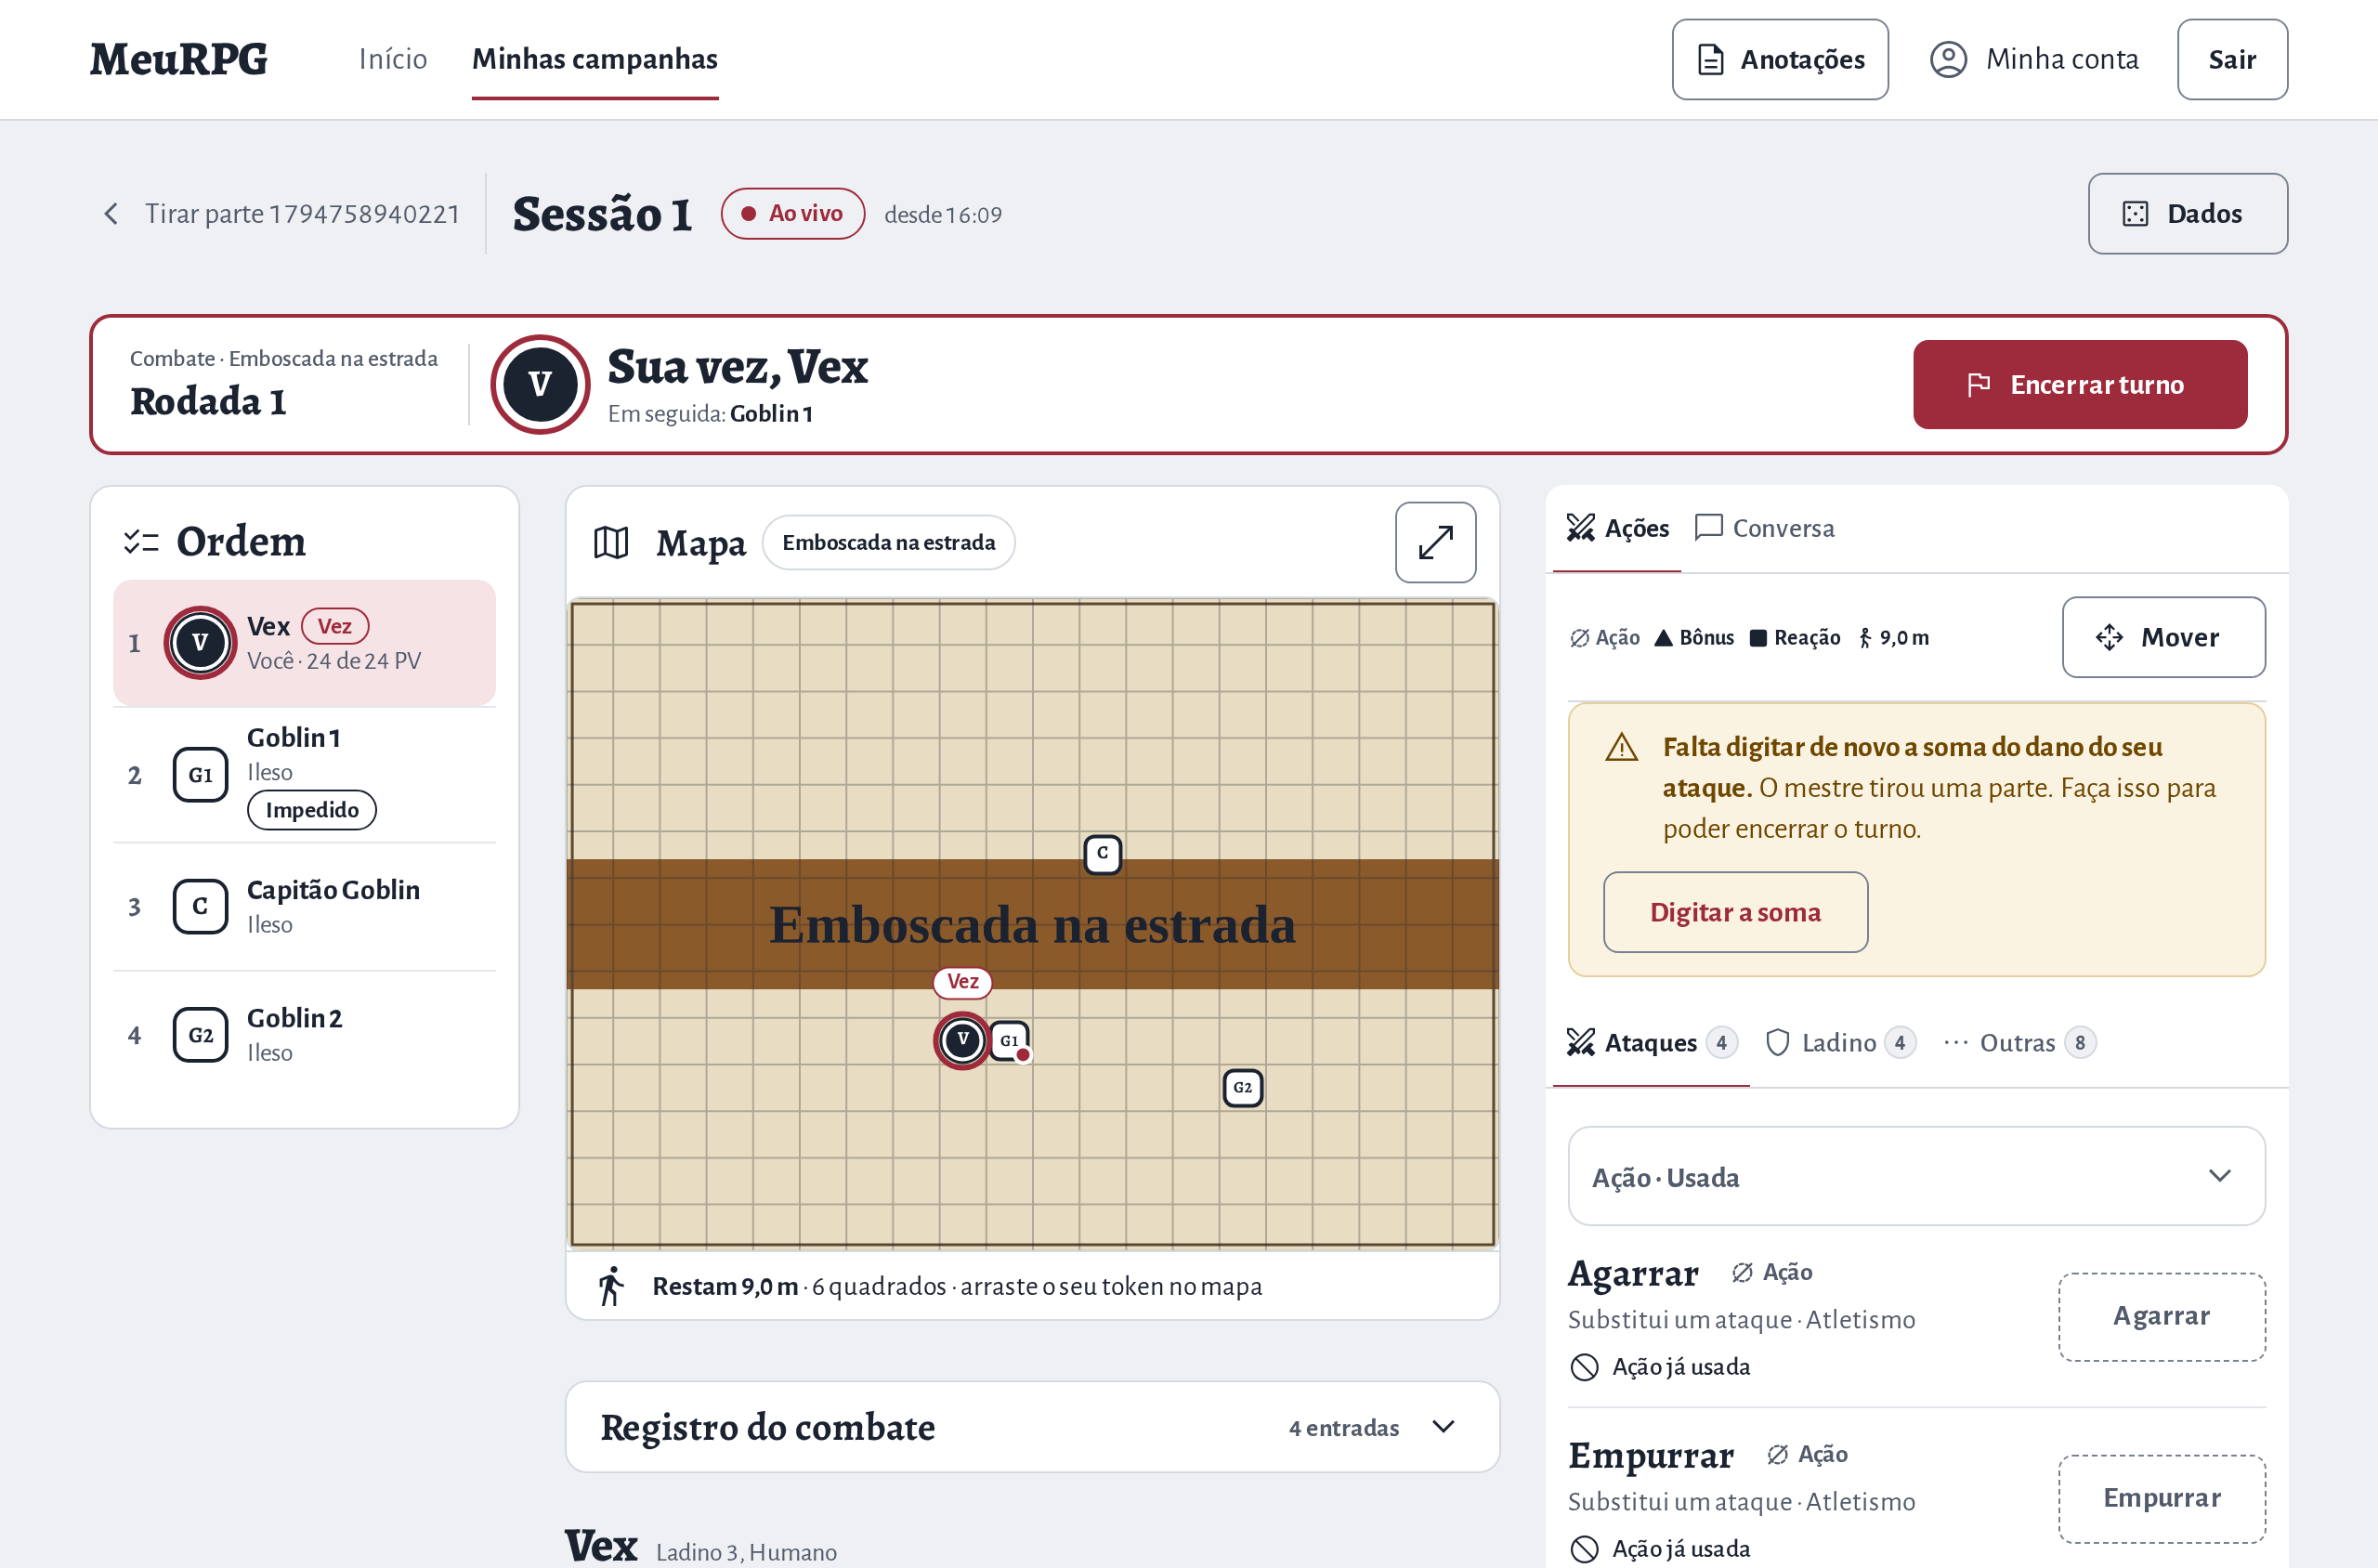 MeuRPG
Início
Minhas campanhas
Anotações
Minha conta
Sair
Tirar parte 1794758940221
Sessão 1
Ao vivo
desde 16:09
Dados
Combate · Emboscada na estrada
Rodada 1
V
Sua vez, Vex
Em seguida: Goblin 1
Encerrar turno
Ordem
1
V
Vex
Vez
Você · 24 de 24 PV
2
G1
Goblin 1
Ileso
Impedido
3
C
Capitão Goblin
Ileso
4
G2
Goblin 2
Ileso
Mapa
Emboscada na estrada
C
Emboscada na estrada
Vez
V
G1
G2
Restam 9,0 m · 6 quadrados · arraste o seu token no mapa
Registro do combate
4 entradas
Vex
Ladino 3, Humano
Ações
Conversa
Ação
Bônus
Reação
9,0 m
Mover
Falta digitar de novo a soma do dano do seu
ataque. O mestre tirou uma parte. Faça isso para
poder encerrar o turno.
Digitar a soma
Ataques 4
Ladino 4
Outras 8
Ação · Usada
Agarrar
Ação
Substitui um ataque · Atletismo
Ação já usada
Agarrar
Empurrar
Ação
Substitui um ataque · Atletismo
Ação já usada
Empurrar